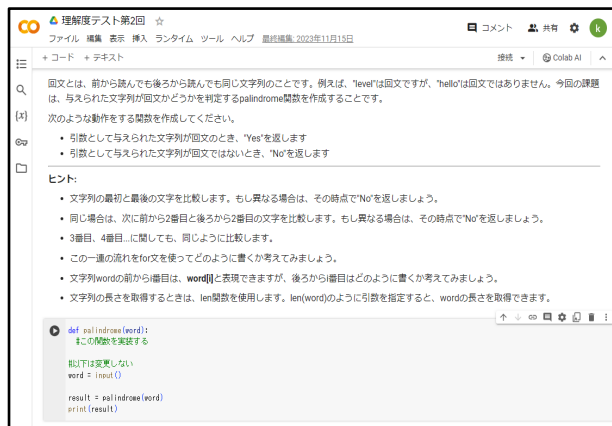 理解度テスト第2回
コメント 共有 k
ファイル 編集 表示 挿入 ランタイム ツール ヘルプ 最終編集: 2023年11月15日
+ コード + テキスト 接続 Colab AI
回文とは、前から読んでも後ろから読んでも同じ文字列のことです。例えば、"level"は回文ですが、"hello"は回文ではありません。今回の課題
は、与えられた文字列が回文かどうかを判定するpalindrome関数を作成することです。
次のような動作をする関数を作成してください。
• 引数として与えられた文字列が回文のとき、"Yes"を返します
• 引数として与えられた文字列が回文ではないとき、"No"を返します
ヒント:
• 文字列の最初と最後の文字を比較します。もし異なる場合は、その時点で"No"を返しましょう。
• 同じ場合は、次に前から2番目と後ろから2番目の文字を比較します。もし異なる場合は、その時点で"No"を返しましょう。
• 3番目、4番目...に関しても、同じように比較します。
• この一連の流れをfor文を使ってどのように書くか考えてみましょう。
• 文字列wordの前からi番目は、word[i]と表現できますが、後ろからi番目はどのように書くか考えてみましょう。
• 文字列の長さを取得するときは、len関数を使用します。len(word)のように引数を指定すると、wordの長さを取得できます。
def palindrome(word):
#この関数を実装する
#以下は変更しない
word = input()
result = palindrome(word)
print(result)
{x}